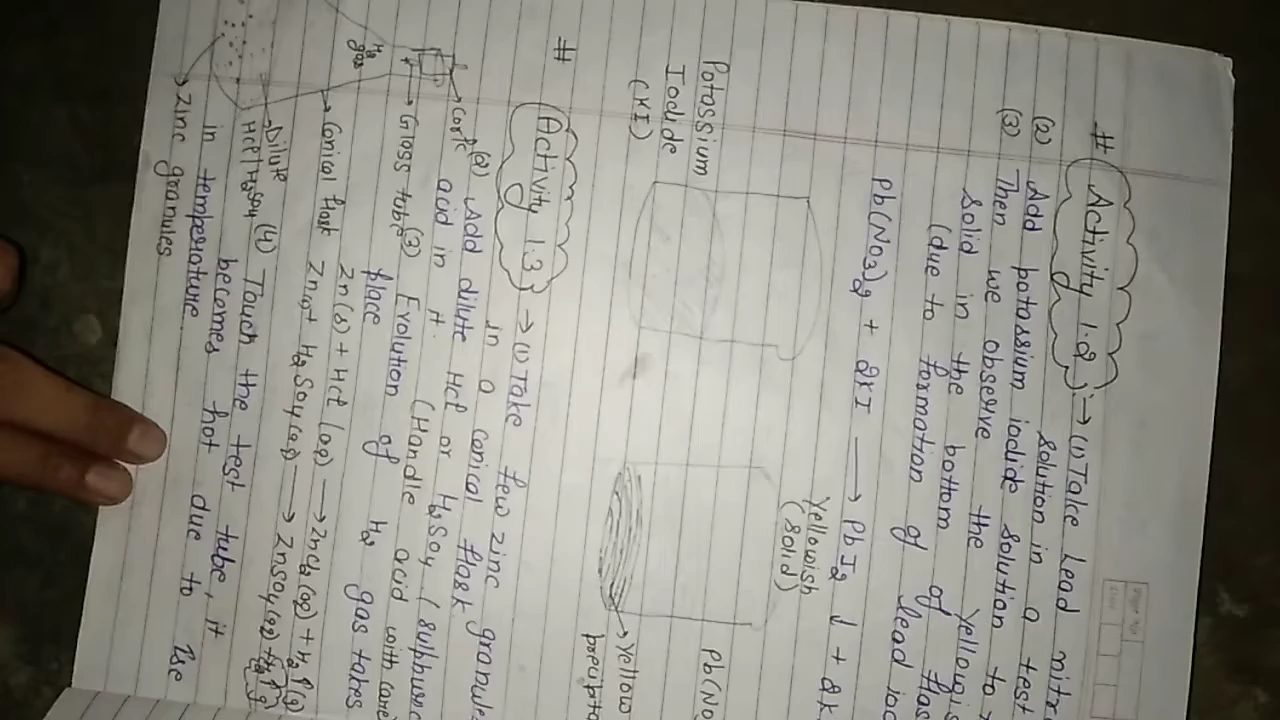 # Activity 1.2 → (1) Take Lead nitr
solution in a test
(2) Add potassium iodide solution to
(3) Then we observe the yellogis
solid in the bottom of flas
(due to formation of lead ioc
Pb(NO3)2 + 2KI → PbI2 ↓ + 2K
Yellowish
(Solid)
Potassium
Iodide
(KI)
Pb(NO
→ Yellow
precipita
# Activity 1.3 → (1) Take few zinc granule
in a conical flask.
(2) Add dilute HCl or H2SO4 (sulphuric
acid in it. (Handle acid with care)
(3) Evolution of H2 gas takes
place
Zn(s) + HCl (aq) → ZnCl2 (aq) + H2↑(g)
Zn(s) + H2SO4(aq) → ZnSO4(aq) + H2↑(g)
(4) Touch the test tube, it
becomes hot due to rise
in temperature
→ Cork
→ Glass tube
H2
gas
→ Conical flask
→ Dilute
HCl/H2SO4
→ Zinc granules